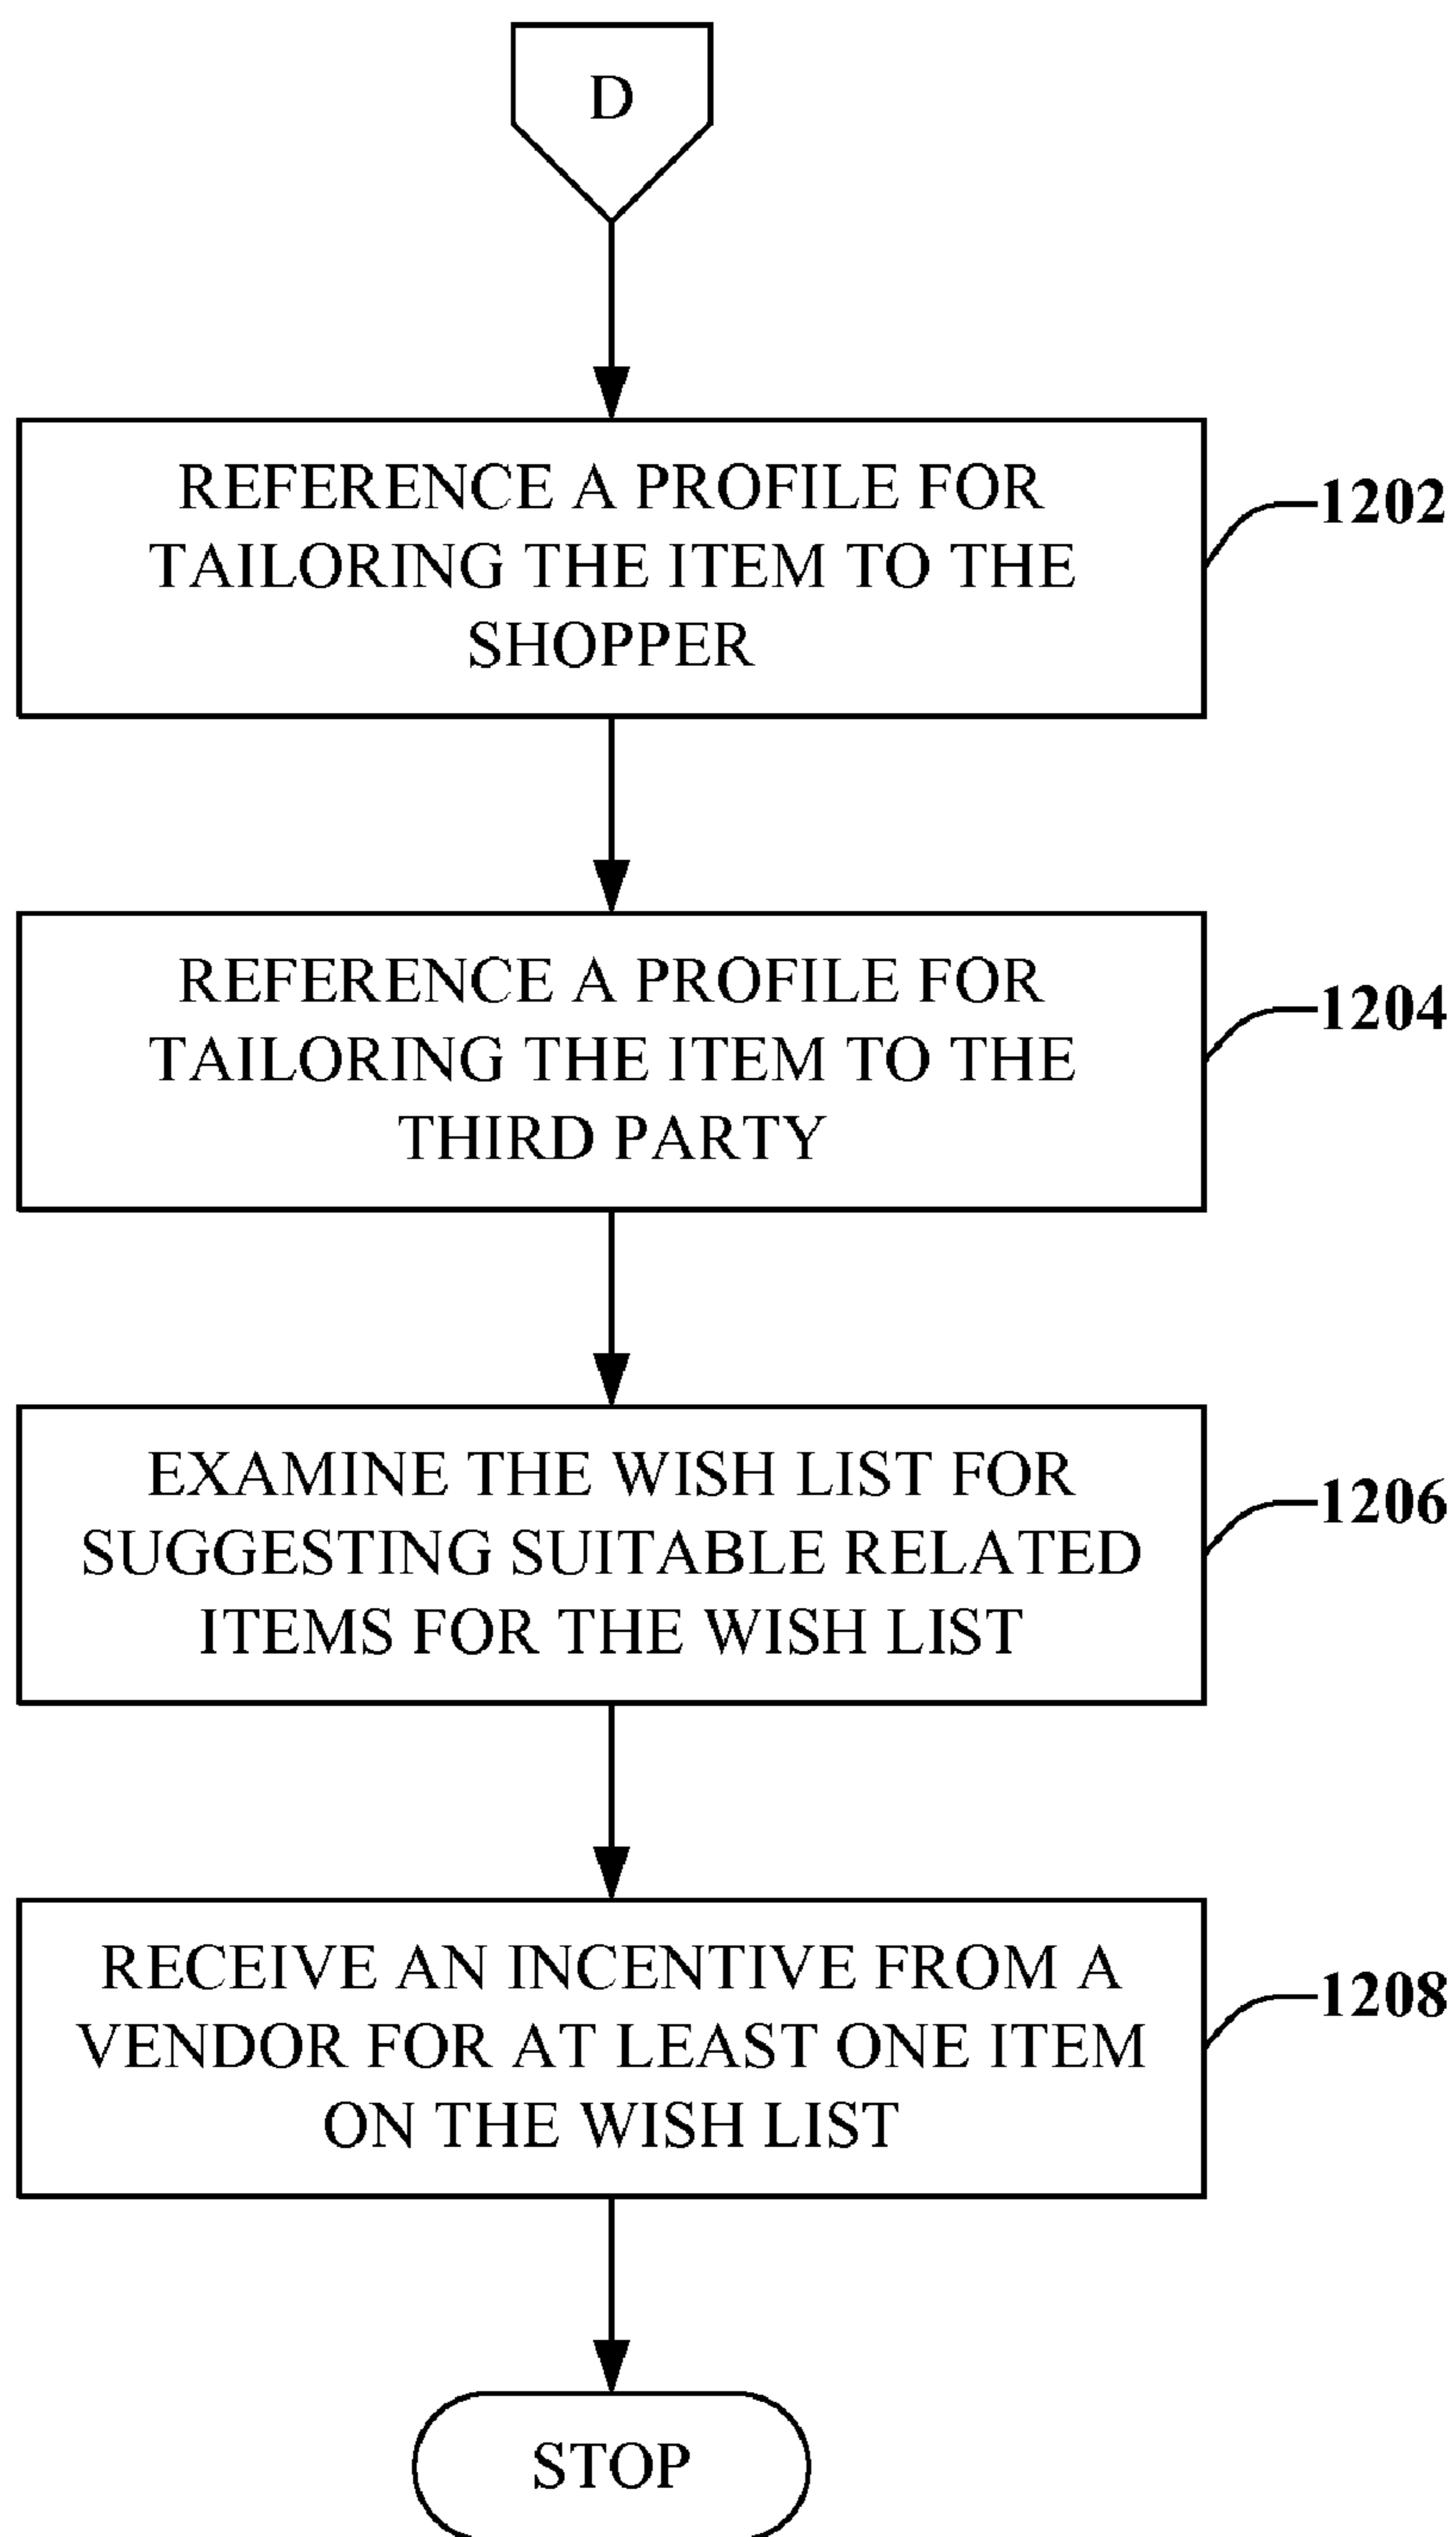 D
REFERENCE A PROFILE FOR
TAILORING THE ITEM TO THE
SHOPPER
1202
REFERENCE A PROFILE FOR
TAILORING THE ITEM TO THE
THIRD PARTY
1204
EXAMINE THE WISH LIST FOR
SUGGESTING SUITABLE RELATED
ITEMS FOR THE WISH LIST
1206
RECEIVE AN INCENTIVE FROM A
VENDOR FOR AT LEAST ONE ITEM
ON THE WISH LIST
1208
STOP